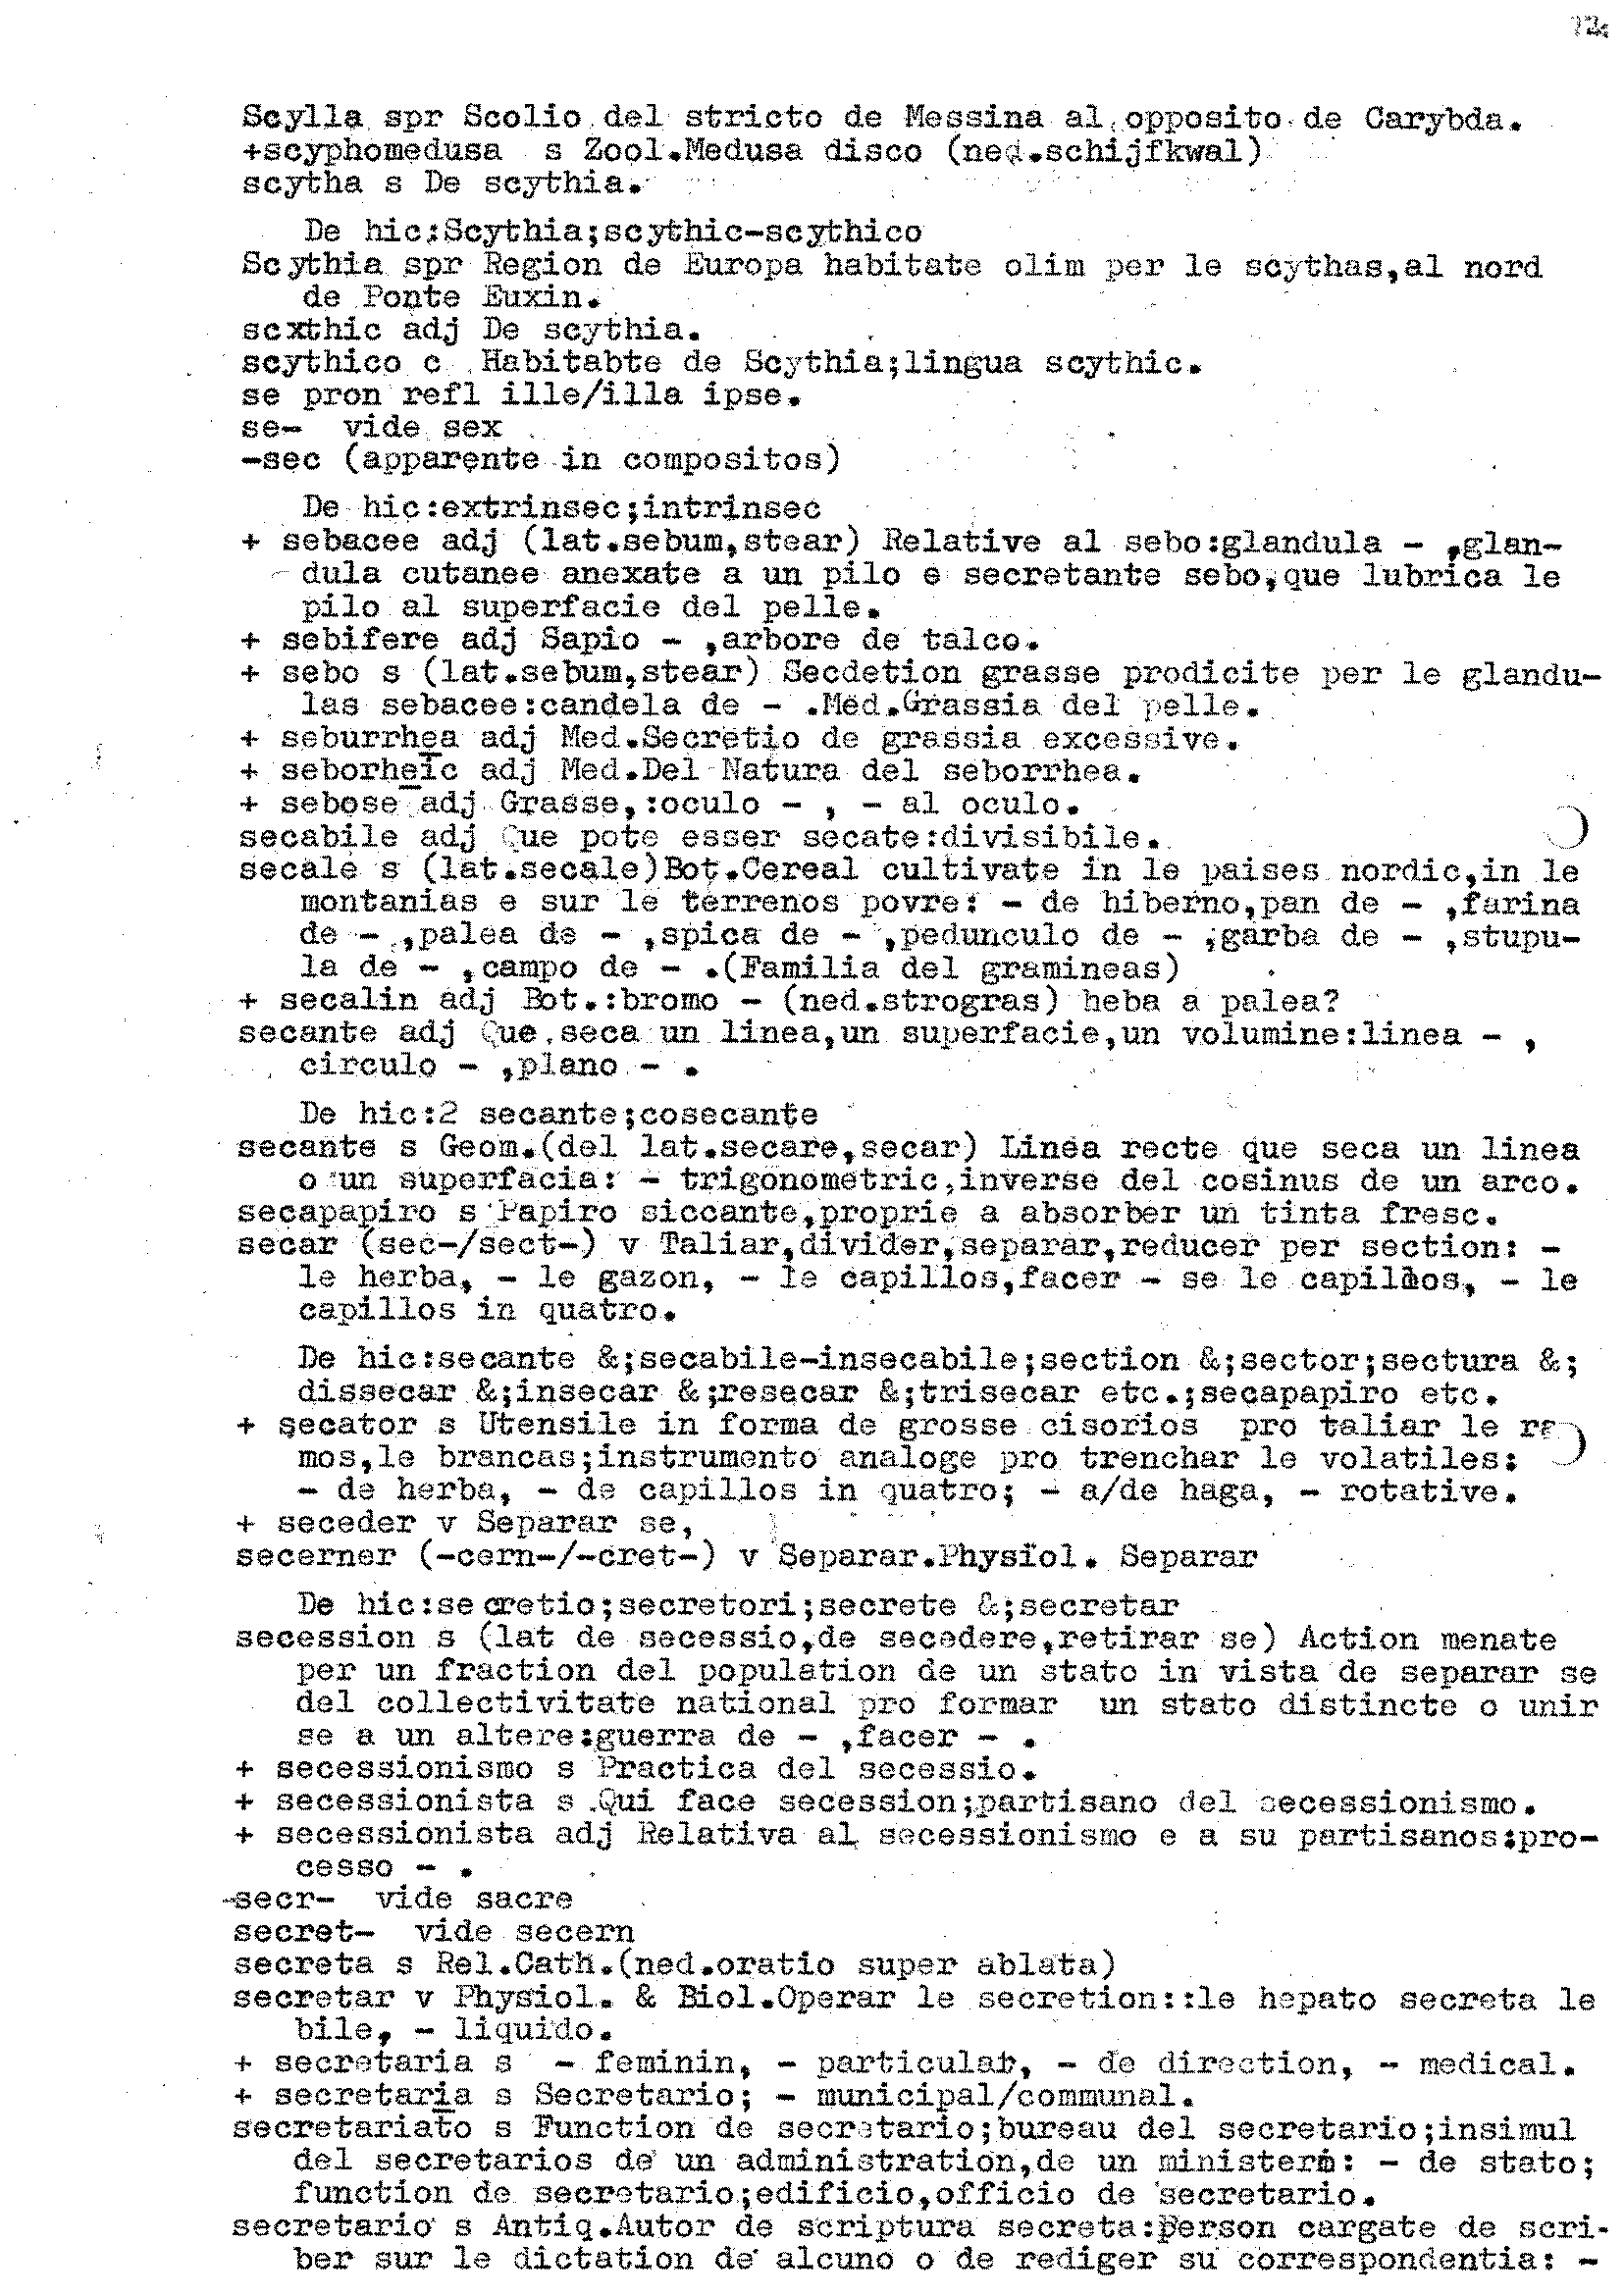 Scylla spr Scolio del stricto de Messina al opposito de Carybda.
+scyphomedusa  s Zool.Medusa disco (ned.schijfkwal)
scytha s De scythia.
De hic:Scythia;scythic-scythico
Scythia spr Region de Europa habitate olim per le scythas,al nord
de Ponte Euxin.
scxthic adj De scythia.
scythico c  Habitabte de Scythia;lingua scythic.
se pron refl ille/illa ipse.
se-  vide sex
-sec (apparente in compositos)
De hic:extrinsec;intrinsec
+ sebacee adj (lat.sebum,stear) Relative al sebo:glandula - ,glan-
dula cutanee anexate a un pilo e secretante sebo,que lubrica le
pilo al superfacie del pelle.
+ sebifere adj Sapio - ,arbore de talco.
+ sebo s (lat.sebum,stear) Secdetion grasse prodicite per le glandu-
las sebacee:candela de - .Med.Grassia del pelle.
+ seburrhea adj Med.Secretio de grassia excessive.
+ seborheic adj Med.Del Natura del seborrhea.
+ sebose adj Grasse,:oculo - , - al oculo.
secabile adj Que pote esser secate:divisibile.
secale s (lat.secale)Bot.Cereal cultivate in le paises nordic,in le
montanias e sur le terrenos povre: - de hiberno,pan de - ,farina
de - ,palea de - ,spica de - ,pedunculo de - ,garba de - ,stupu-
la de - ,campo de - .(Familia del gramineas)
+ secalin adj Bot.:bromo - (ned.strogras) heba a palea?
secante adj Que seca un linea,un superfacie,un volumine:linea - ,
circulo - ,plano - .
De hic:2 secante;cosecante
secante s Geom.(del lat.secare,secar) Linea recte que seca un linea
o un superfacia: - trigonometric,inverse del cosinus de un arco.
secapapiro s Papiro siccante,proprie a absorber un tinta fresc.
secar (sec-/sect-) v Taliar,divider,separar,reducer per section: -
le herba, - le gazon, - le capillos,facer - se le capillos, - le
capillos in quatro.
De hic:secante &;secabile-insecabile;section &;sector;sectura &;
dissecar &;insecar &;resecar &;trisecar etc.;secapapiro etc.
+ secator s Utensile in forma de grosse cisorios  pro taliar le ra
mos,le brancas;instrumento analoge pro trenchar le volatiles:
- de herba, - de capillos in quatro; - a/de haga, - rotative.
+ seceder v Separar se,
secerner (-cern-/-cret-) v Separar.Physiol. Separar
De hic:secretio;secretori;secrete &;secretar
secession s (lat de secessio,de secedere,retirar se) Action menate
per un fraction del population de un stato in vista de separar se
del collectivitate national pro formar  un stato distincte o unir
se a un altere:guerra de - ,facer - .
+ secessionismo s Practica del secessio.
+ secessionista s Qui face secession;partisano del secessionismo.
+ secessionista adj Relativa al secessionismo e a su partisanos:pro-
cesso - .
-secr-  vide sacre
secret-  vide secern
secreta s Rel.Cath.(ned.oratio super ablata)
secretar v Physiol. & Biol.Operar le secretion::le hepato secreta le
bile, - liquido.
+ secretaria s  - feminin, - particular, - de direction, - medical.
+ secretaria s Secretario; - municipal/communal.
secretariato s Function de secretario;bureau del secretario;insimul
del secretarios de un administration,de un ministero: - de stato;
function de secretario;edificio,officio de secretario.
secretario s Antiq.Autor de scriptura secreta:person cargate de scri-
ber sur le dictation de alcuno o de rediger su correspondentia: -